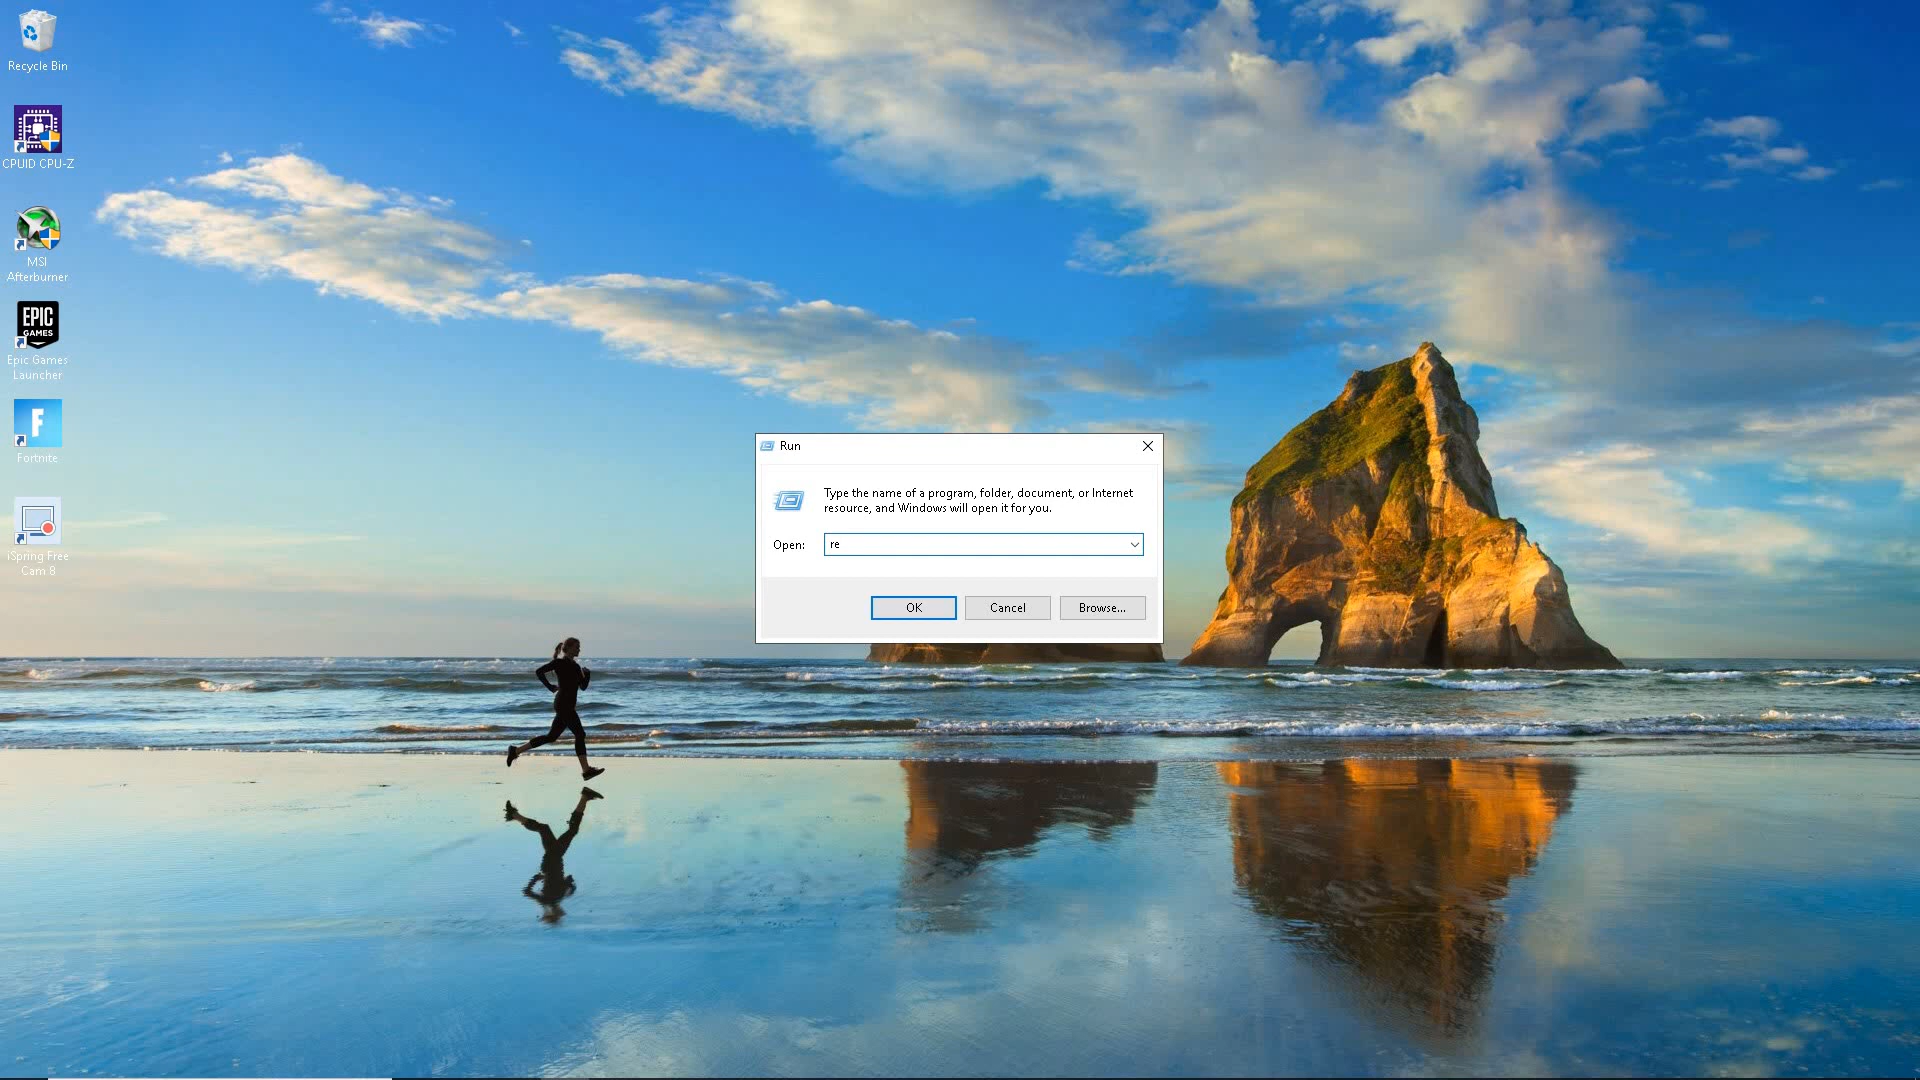 Recycle Bin
CPUID CPU-Z
MSI
Afterburner
EPIC
GAMES
Epic Games
Launcher
F
Fortnite
iSpring Free
Cam 8
Run
Type the name of a program, folder, document, or Internet
resource, and Windows will open it for you.
Open: re
OK Cancel Browse...